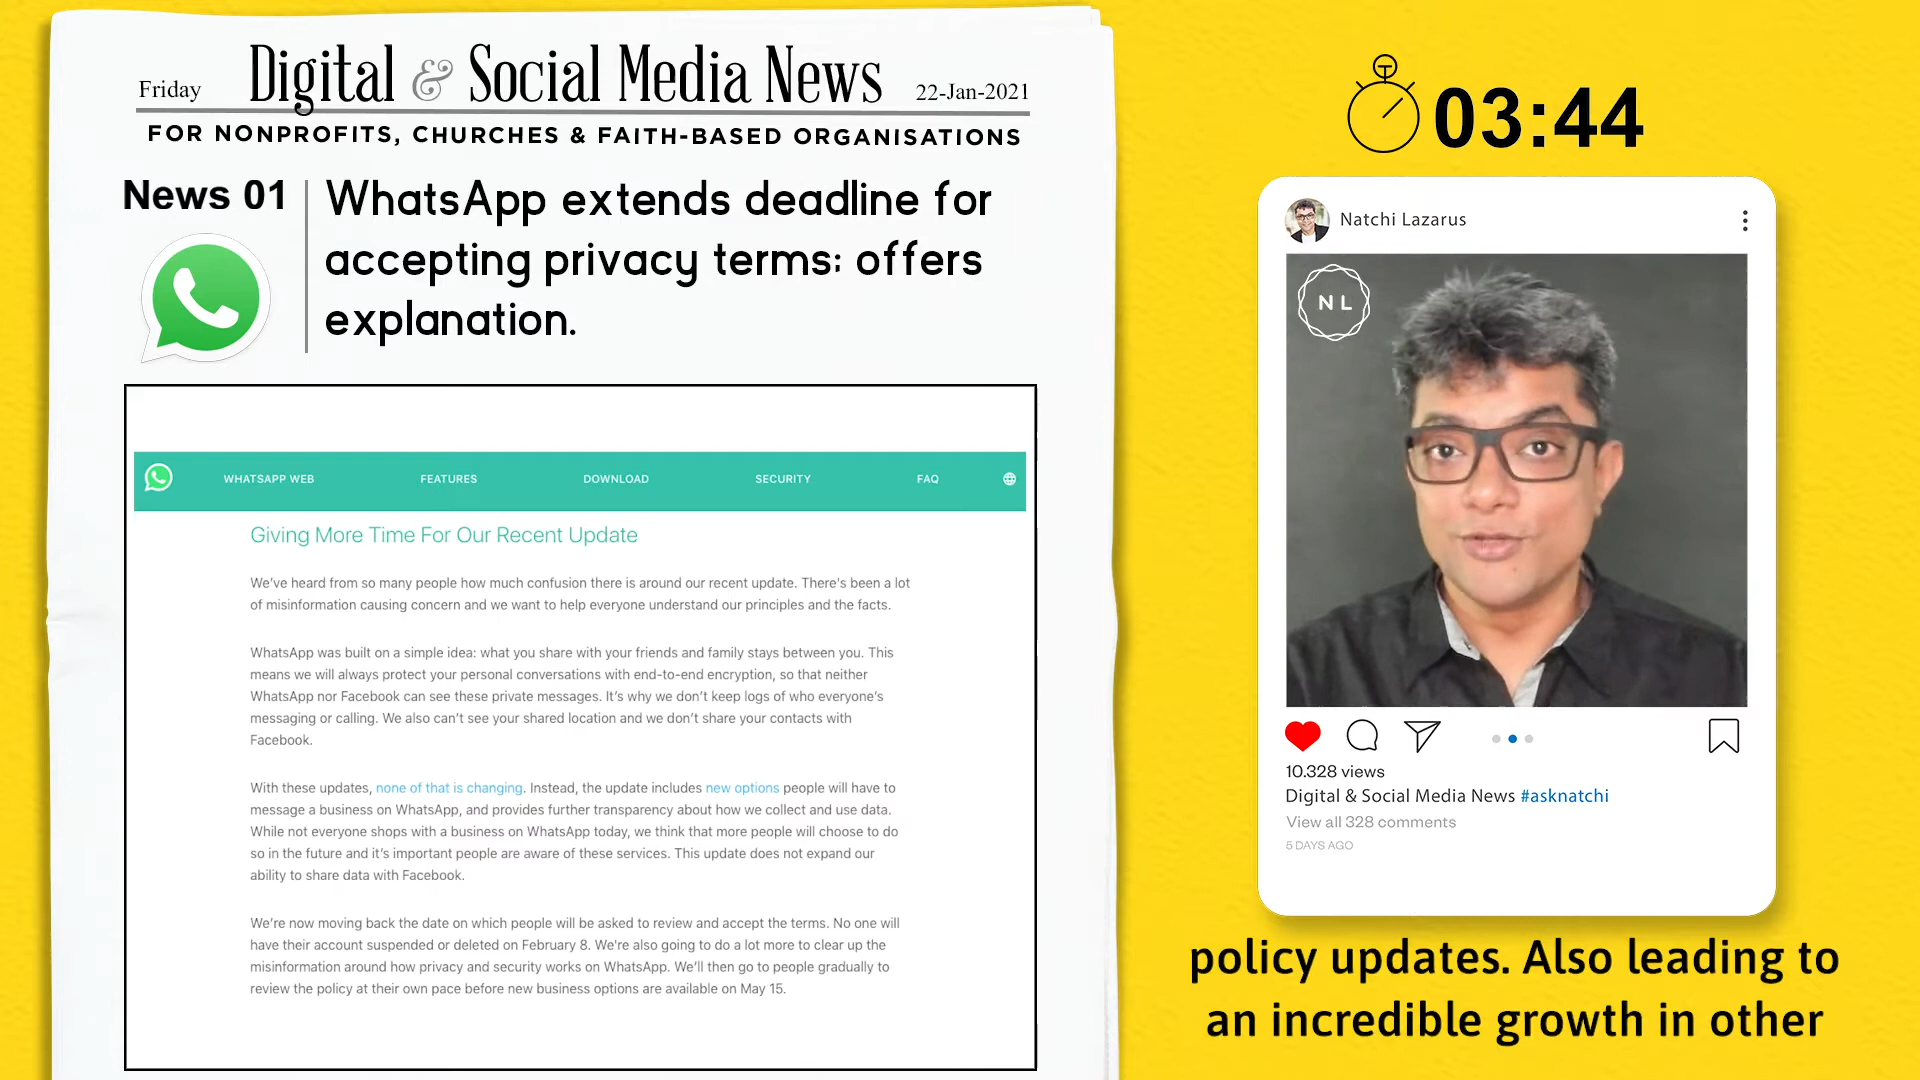 Friday
Digital & Social Media News
22-Jan-2021
FOR NONPROFITS, CHURCHES & FAITH-BASED ORGANISATIONS
News 01
WhatsApp extends deadline for
accepting privacy terms; offers
explanation.
WHATSAPP WEB
FEATURES
DOWNLOAD
SECURITY
FAQ
Giving More Time For Our Recent Update
We've heard from so many people how much confusion there is around our recent update. There's been a lot
of misinformation causing concern and we want to help everyone understand our principles and the facts.
WhatsApp was built on a simple idea: what you share with your friends and family stays between you. This
means we will always protect your personal conversations with end-to-end encryption, so that neither
WhatsApp nor Facebook can see these private messages. It's why we don't keep logs of who everyone's
messaging or calling. We also can't see your shared location and we don't share your contacts with
Facebook.
With these updates, none of that is changing. Instead, the update includes new options people will have to
message a business on WhatsApp, and provides further transparency about how we collect and use data.
While not everyone shops with a business on WhatsApp today, we think that more people will choose to do
so in the future and it's important people are aware of these services. This update does not expand our
ability to share data with Facebook.
We're now moving back the date on which people will be asked to review and accept the terms. No one will
have their account suspended or deleted on February 8. We're also going to do a lot more to clear up the
misinformation around how privacy and security works on WhatsApp. We'll then go to people gradually to
review the policy at their own pace before new business options are available on May 15.
03:44
Natchi Lazarus
NL
10.328 views
Digital & Social Media News #asknatchi
View all 328 comments
5 DAYS AGO
policy updates. Also leading to
an incredible growth in other